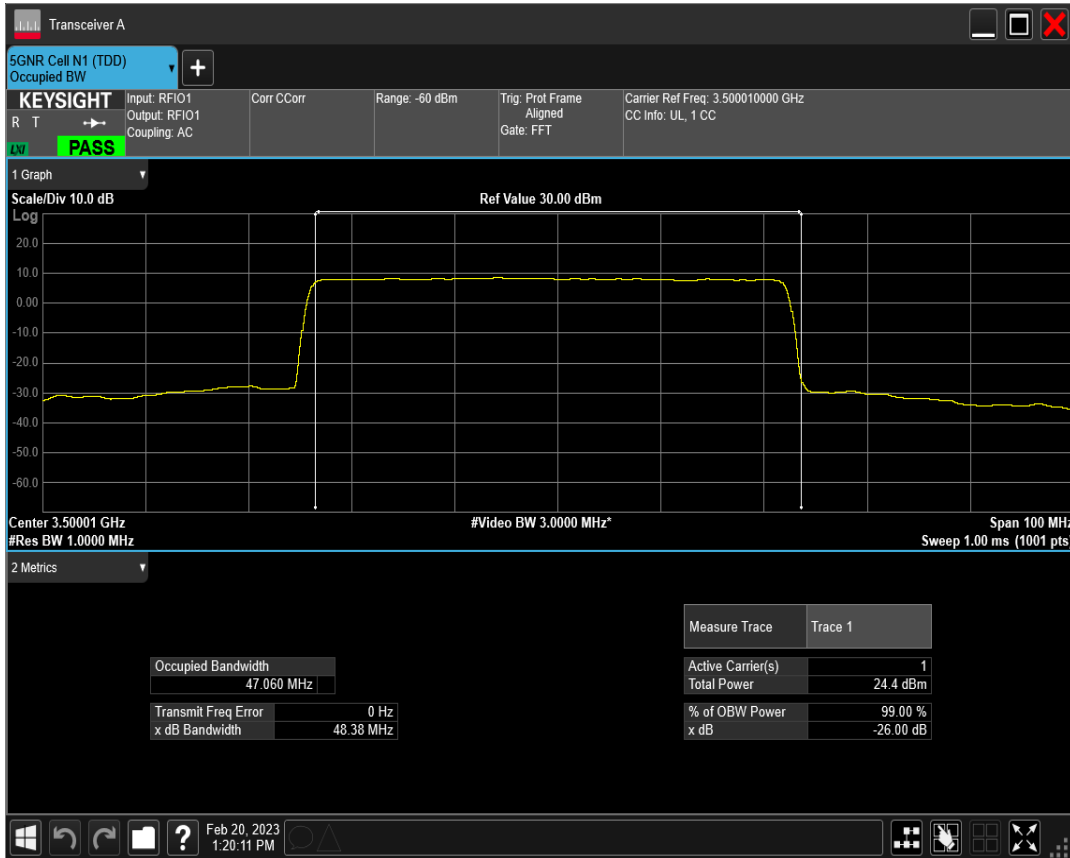 Transceiver A
5GNR Cell N1 (TDD)
Occupied BW
+
KEYSIGHT
R T
LXI
PASS
Input: RFIO1
Output: RFIO1
Coupling: AC
Corr CCorr
Range: -60 dBm
Trig: Prot Frame
Aligned
Gate: FFT
Carrier Ref Freq: 3.500010000 GHz
CC Info: UL, 1 CC
1 Graph
Scale/Div 10.0 dB
Ref Value 30.00 dBm
Log
20.0
10.0
0.00
-10.0
-20.0
-30.0
-40.0
-50.0
-60.0
Center 3.50001 GHz
#Video BW 3.0000 MHz*
Span 100 MHz
#Res BW 1.0000 MHz
Sweep 1.00 ms (1001 pts)
2 Metrics
Measure Trace Trace 1
Occupied Bandwidth
47.060 MHz
Active Carrier(s) 1
Total Power 24.4 dBm
Transmit Freq Error 0 Hz
x dB Bandwidth 48.38 MHz
% of OBW Power 99.00 %
x dB -26.00 dB
?
Feb 20, 2023
1:20:11 PM